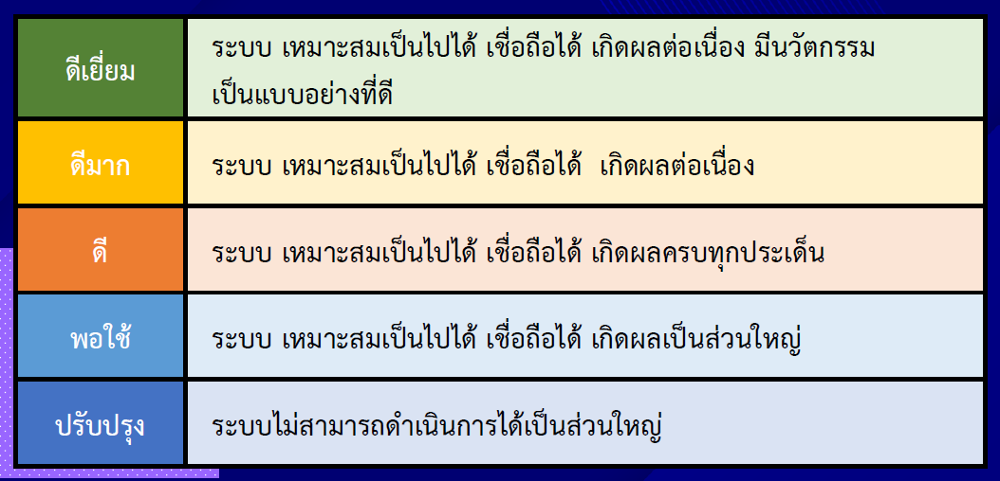 ดีเยี่ยม
ระบบ เหมาะสมเป็นไปได้ เชื่อถือได้ เกิดผลต่อเนื่อง มีนวัตกรรม
เป็นแบบอย่างที่ดี
ดีมาก
ระบบ เหมาะสมเป็นไปได้ เชื่อถือได้  เกิดผลต่อเนื่อง
ดี
ระบบ เหมาะสมเป็นไปได้ เชื่อถือได้ เกิดผลครบทุกประเด็น
พอใช้
ระบบ เหมาะสมเป็นไปได้ เชื่อถือได้ เกิดผลเป็นส่วนใหญ่
ปรับปรุง
ระบบไม่สามารถดำเนินการได้เป็นส่วนใหญ่